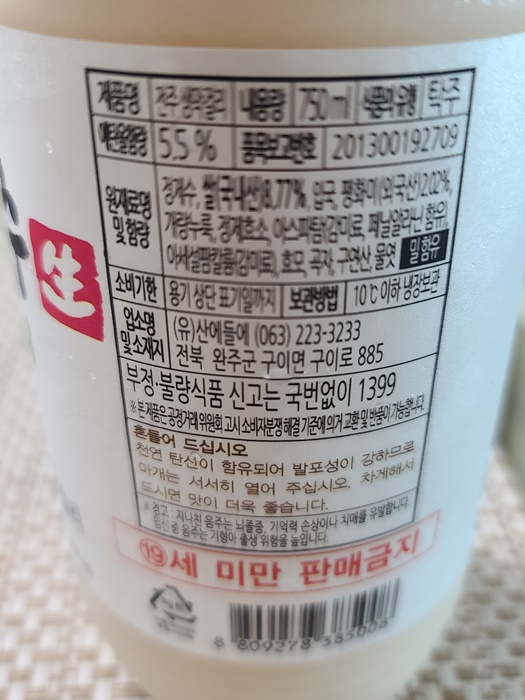 제품명 전주 생막걸리 내용량 750ml 식품의유형 탁주
에탄올함량 5.5% 품목보고번호 201300192709
원재료명 및 함량
정제수, 쌀(국내산)8.77%, 입국, 팽화미(외국산)2.02%,
개량누룩, 정제효소, 아스파탐(감미료, 페닐알라닌 함유),
아세설팜칼륨(감미료), 효모, 곡자, 구연산, 물엿 밀함유
소비기한 용기 상단 표기일까지 보관방법 10℃이하 냉장보관
업소명 및 소재지
(유)산에들에 (063) 223-3233
전북 완주군 구이면 구이로 885
부정·불량식품 신고는 국번없이 1399
※본 제품은 공정거래위원회 고시 소비자분쟁 해결 기준에 의거 교환 및 반품이 가능합니다.
흔들어 드십시오
천연 탄산이 함유되어 발포성이 강하므로
마개는 서서히 열어 주십시오. 차게해서
드시면 맛이 더욱 좋습니다.
※ 경고 : 지나친 음주는 뇌졸중, 기억력 손상이나 치매를 유발합니다.
임신 중 음주는 기형아 출생 위험을 높입니다.
⑲세 미만 판매금지
生
8 809278 385008